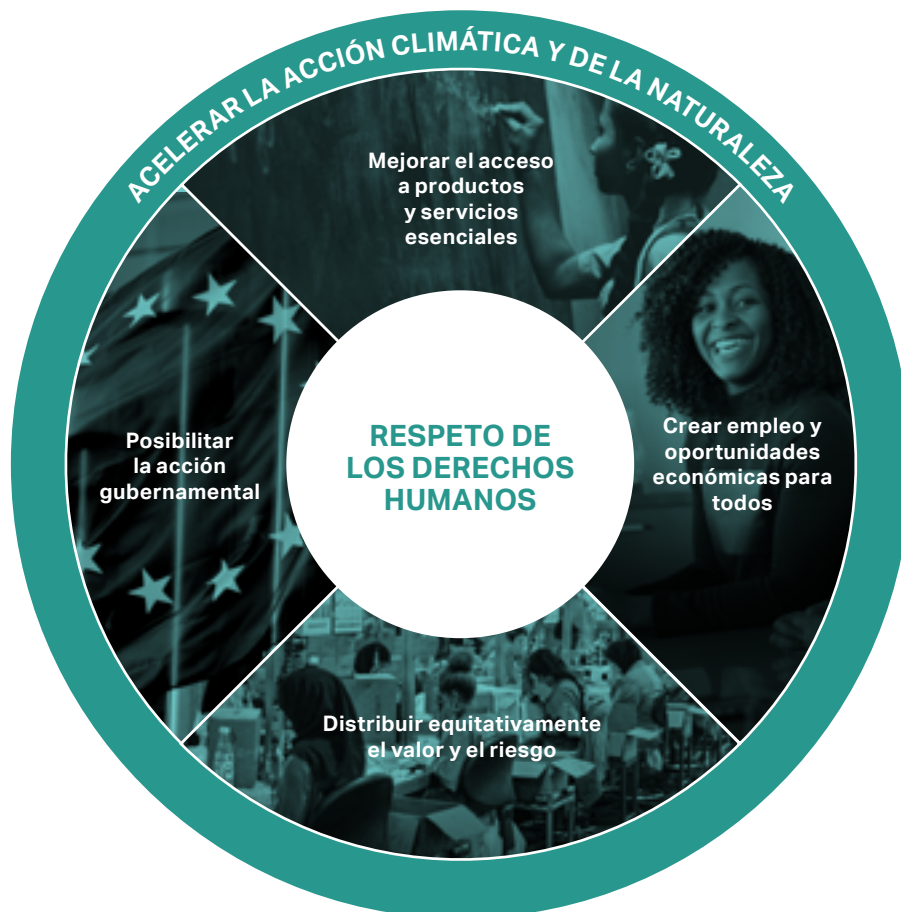 ACELERAR LA ACCIÓN CLIMÁTICA Y DE LA NATURALEZA
Mejorar el acceso
a productos
y servicios
esenciales
Posibilitar
la acción
gubernamental
RESPETO DE
LOS DERECHOS
HUMANOS
Crear empleo y
oportunidades
económicas para
todos
Distribuir equitativamente
el valor y el riesgo